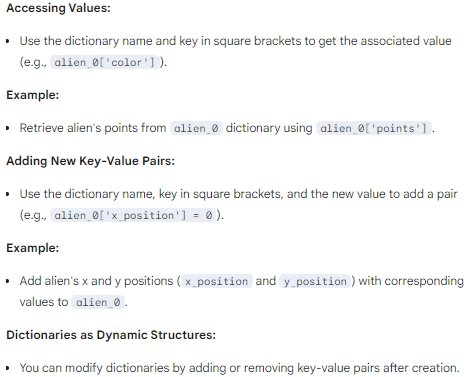 Accessing Values:
• Use the dictionary name and key in square brackets to get the associated value
(e.g., alien_0['color'] ).
Example:
• Retrieve alien's points from alien_0 dictionary using alien_0['points'] .
Adding New Key-Value Pairs:
• Use the dictionary name, key in square brackets, and the new value to add a pair
(e.g., alien_0['x_position'] = 0 ).
Example:
• Add alien's x and y positions ( x_position and y_position ) with corresponding
values to alien_0 .
Dictionaries as Dynamic Structures:
• You can modify dictionaries by adding or removing key-value pairs after creation.